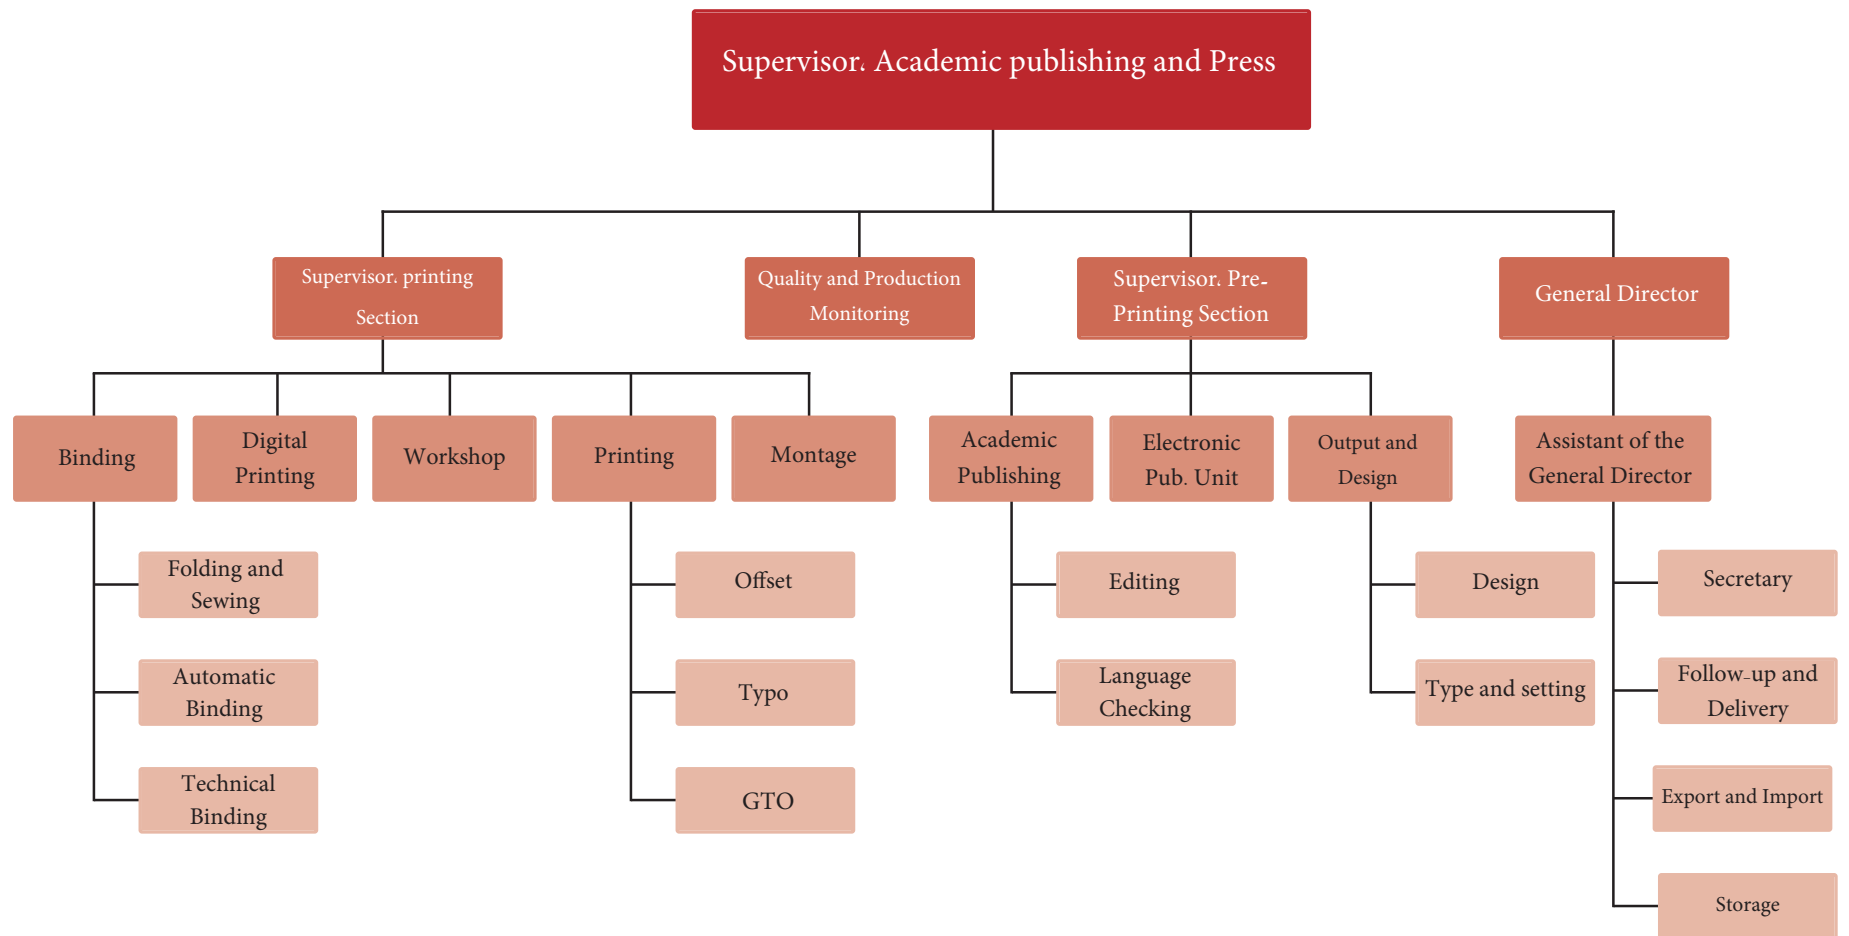 Supervisor، Academic publishing and Press
Supervisor، printing
Section
Quality and Production
Monitoring
Supervisor، Pre-
Printing Section
General Director
Binding
Digital
Printing
Workshop
Printing
Montage
Academic
Publishing
Electronic
Pub. Unit
Output and
Design
Assistant of the
General Director
Folding and
Sewing
Automatic
Binding
Technical
Binding
Offset
Typo
GTO
Editing
Language
Checking
Design
Type and setting
Secretary
Follow-up and
Delivery
Export and Import
Storage